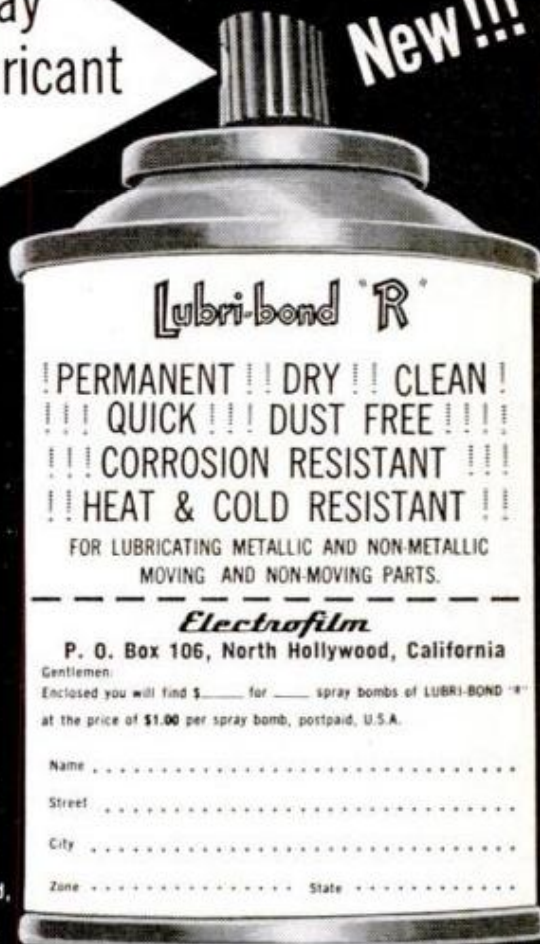 ay
ricant
New!!!
Lubri-bond "R"
! PERMANENT ! ! DRY ! ! CLEAN !
! ! ! QUICK ! ! ! DUST FREE ! ! ! !
! ! ! CORROSION RESISTANT ! ! ! !
! ! HEAT & COLD RESISTANT ! !
FOR LUBRICATING METALLIC AND NON-METALLIC
MOVING AND NON-MOVING PARTS.
Electrofilm
P. O. Box 106, North Hollywood, California
Gentlemen:
Enclosed you will find $_____ for _____ spray bombs of LUBRI-BOND "R"
at the price of $1.00 per spray bomb, postpaid, U.S.A.
Name . . . . . . . . . . . . . . . . . . . . . . . .
Street . . . . . . . . . . . . . . . . . . . . . . . .
City . . . . . . . . . . . . . . . . . . . . . . . .
Zone . . . . . . . . . . . . State . . . . . . . . . . .
d,